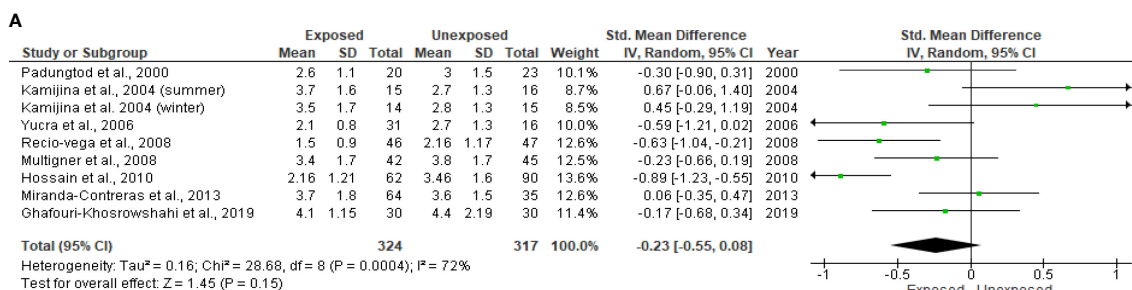 A
Exposed Unexposed Std. Mean Difference Std. Mean Difference
Study or Subgroup Mean SD Total Mean SD Total Weight IV, Random, 95% CI Year IV, Random, 95% CI
Padungtod et al., 2000 2.6 1.1 20 3 1.5 23 10.1% -0.30 [-0.90, 0.31] 2000
Kamijina et al., 2004 (summer) 3.7 1.6 15 2.7 1.3 16 8.7% 0.67 [-0.06, 1.40] 2004
Kamijina et al. 2004 (winter) 3.5 1.7 14 2.8 1.3 15 8.7% 0.45 [-0.29, 1.19] 2004
Yucra et al., 2006 2.1 0.8 31 2.7 1.3 16 10.0% -0.59 [-1.21, 0.02] 2006
Recio-vega et al., 2008 1.5 0.9 46 2.16 1.17 47 12.6% -0.63 [-1.04, -0.21] 2008
Multigner et al., 2008 3.4 1.7 42 3.8 1.7 45 12.5% -0.23 [-0.66, 0.19] 2008
Hossain et al., 2010 2.16 1.21 62 3.46 1.6 90 13.6% -0.89 [-1.23, -0.55] 2010
Miranda-Contreras et al., 2013 3.7 1.8 64 3.6 1.5 35 12.6% 0.06 [-0.35, 0.47] 2013
Ghafouri-Khosrowshahi et al., 2019 4.1 1.15 30 4.4 2.19 30 11.4% -0.17 [-0.68, 0.34] 2019
Total (95% CI) 324 317 100.0% -0.23 [-0.55, 0.08]
Heterogeneity: Tau² = 0.16; Chi² = 28.68, df = 8 (P = 0.0004); I² = 72%
Test for overall effect: Z = 1.45 (P = 0.15)
-1 -0.5 0 0.5 1
Exposed Unexposed